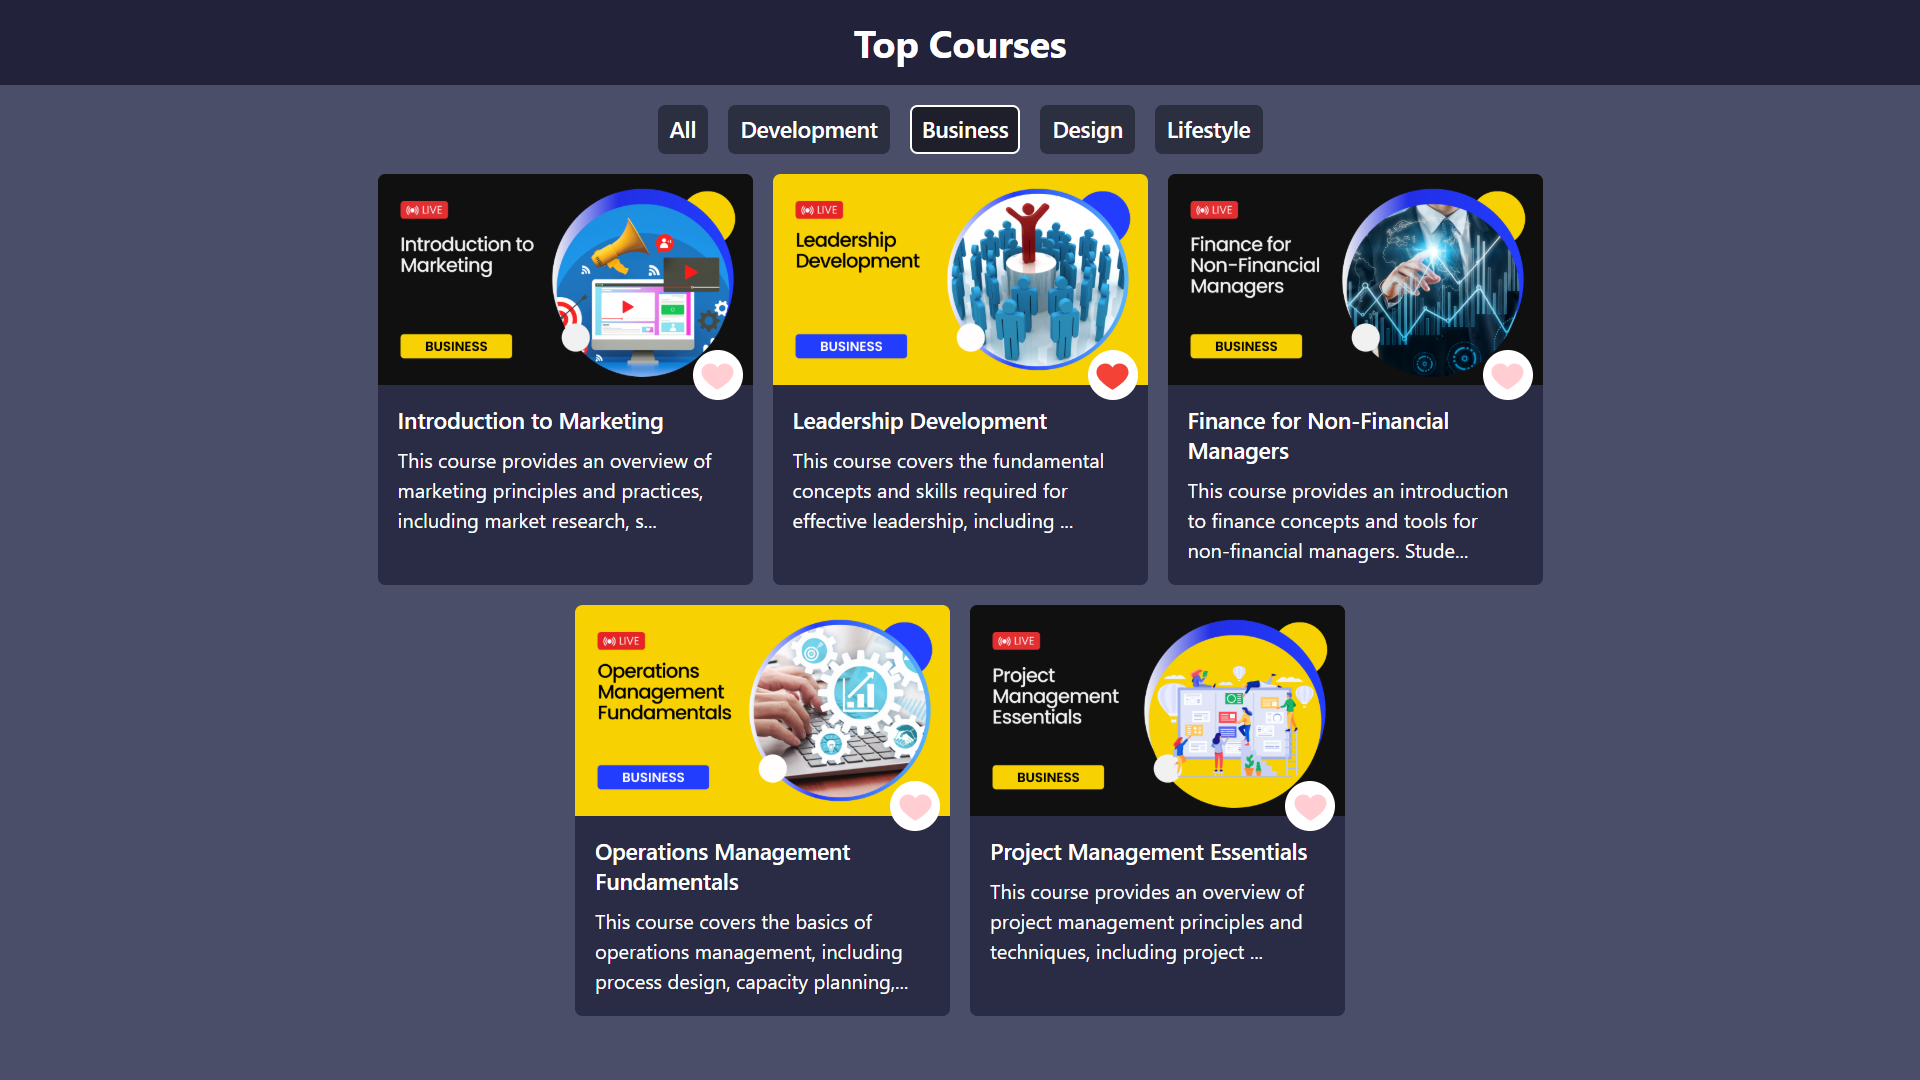 Top Courses
All
Development
Business
Design
Lifestyle
LIVE
Introduction to
Marketing
BUSINESS
Introduction to Marketing
This course provides an overview of
marketing principles and practices,
including market research, s...
LIVE
Leadership
Development
BUSINESS
Leadership Development
This course covers the fundamental
concepts and skills required for
effective leadership, including ...
LIVE
Finance for
Non-Financial
Managers
BUSINESS
Finance for Non-Financial
Managers
This course provides an introduction
to finance concepts and tools for
non-financial managers. Stude...
LIVE
Operations
Management
Fundamentals
BUSINESS
Operations Management
Fundamentals
This course covers the basics of
operations management, including
process design, capacity planning,...
LIVE
Project
Management
Essentials
BUSINESS
Project Management Essentials
This course provides an overview of
project management principles and
techniques, including project ...